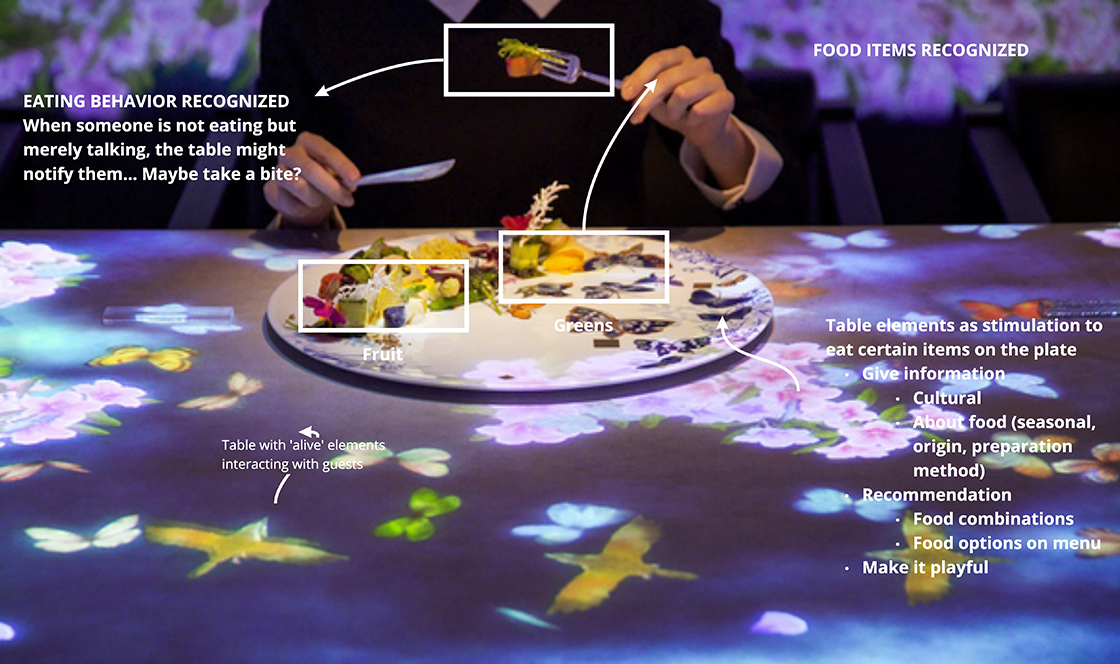 FOOD ITEMS RECOGNIZED
EATING BEHAVIOR RECOGNIZED
When someone is not eating but
merely talking, the table might
notify them... Maybe take a bite?
Greens
Fruit
Table elements as stimulation to
eat certain items on the plate
• Give information
• Cultural
• About food (seasonal,
origin, preparation
method)
• Recommendation
• Food combinations
• Food options on menu
• Make it playful
Table with 'alive' elements
interacting with guests